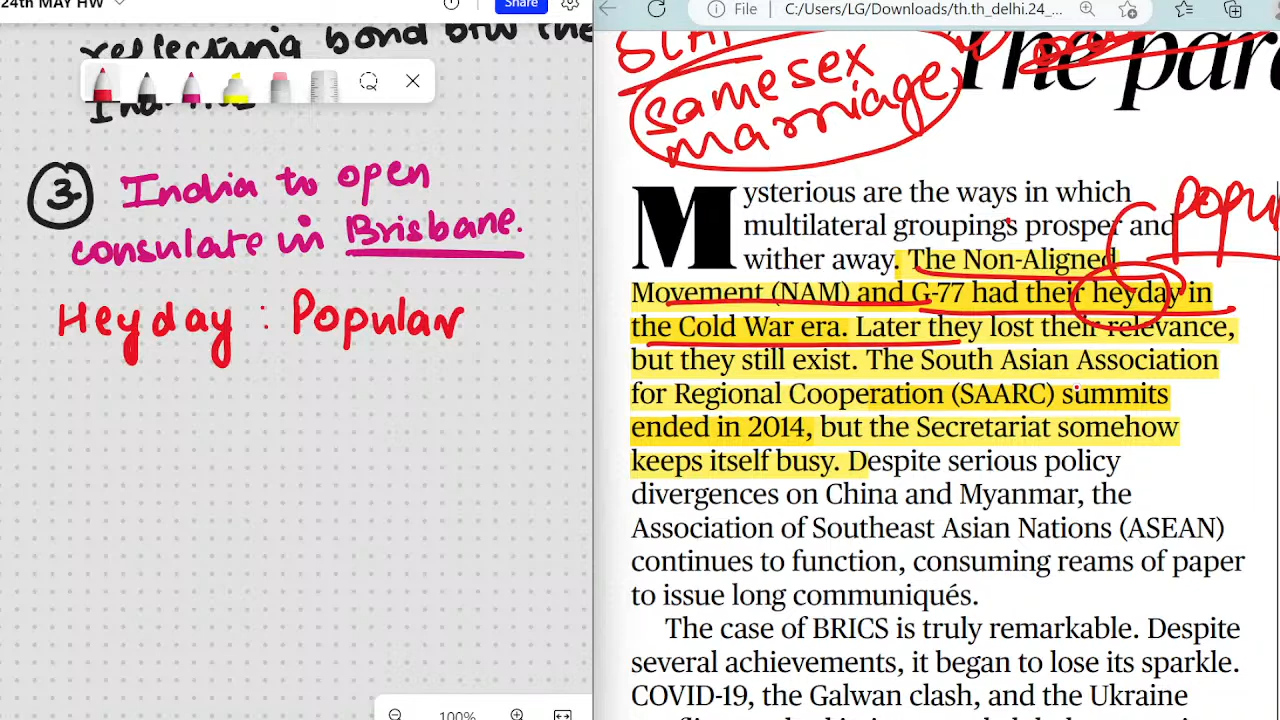 24TH MAY HW
Share
reflecting bond btw the
3. India to open
consulate in Brisbane.
Heyday : Popular
100%
File
C:/Users/LG/Downloads/th.th_delhi.24_...
same sex
marriage
The par
popu
Mysterious are the ways in which
multilateral groupings prosper and
wither away. The Non-Aligned
Movement (NAM) and G-77 had their heyday in
the Cold War era. Later they lost their relevance,
but they still exist. The South Asian Association
for Regional Cooperation (SAARC) summits
ended in 2014, but the Secretariat somehow
keeps itself busy. Despite serious policy
divergences on China and Myanmar, the
Association of Southeast Asian Nations (ASEAN)
continues to function, consuming reams of paper
to issue long communiqués.
The case of BRICS is truly remarkable. Despite
several achievements, it began to lose its sparkle.
COVID-19, the Galwan clash, and the Ukraine